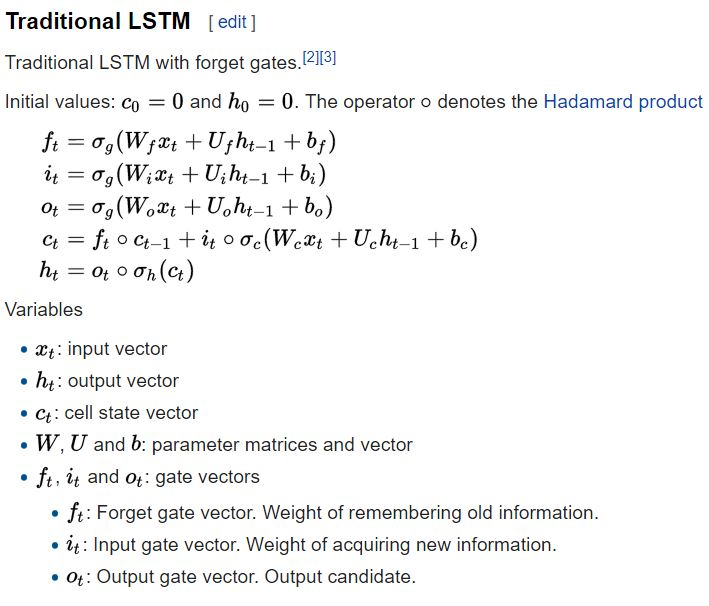 Traditional LSTM [ edit ]
Traditional LSTM with forget gates.[2][3]
Initial values: c₀ = 0 and h₀ = 0. The operator ∘ denotes the Hadamard product
fₜ = σ_g(W_f xₜ + U_f hₜ₋₁ + b_f)
iₜ = σ_g(W_i xₜ + U_i hₜ₋₁ + b_i)
oₜ = σ_g(W_o xₜ + U_o hₜ₋₁ + b_o)
cₜ = fₜ ∘ cₜ₋₁ + iₜ ∘ σ_c(W_c xₜ + U_c hₜ₋₁ + b_c)
hₜ = oₜ ∘ σ_h(cₜ)
Variables
• xₜ: input vector
• hₜ: output vector
• cₜ: cell state vector
• W, U and b: parameter matrices and vector
• fₜ, iₜ and oₜ: gate vectors
• fₜ: Forget gate vector. Weight of remembering old information.
• iₜ: Input gate vector. Weight of acquiring new information.
• oₜ: Output gate vector. Output candidate.